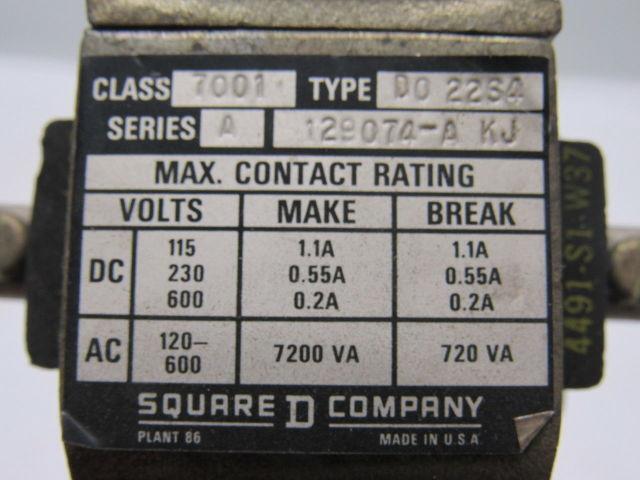 CLASS 7001 TYPE DO 22S4
SERIES A 129074-A KJ
MAX. CONTACT RATING
VOLTS MAKE BREAK
DC 115 1.1A 1.1A
230 0.55A 0.55A
600 0.2A 0.2A
AC 120–600 7200 VA 720 VA
SQUARE D COMPANY
PLANT 86 MADE IN U.S.A
4491-S1-W37